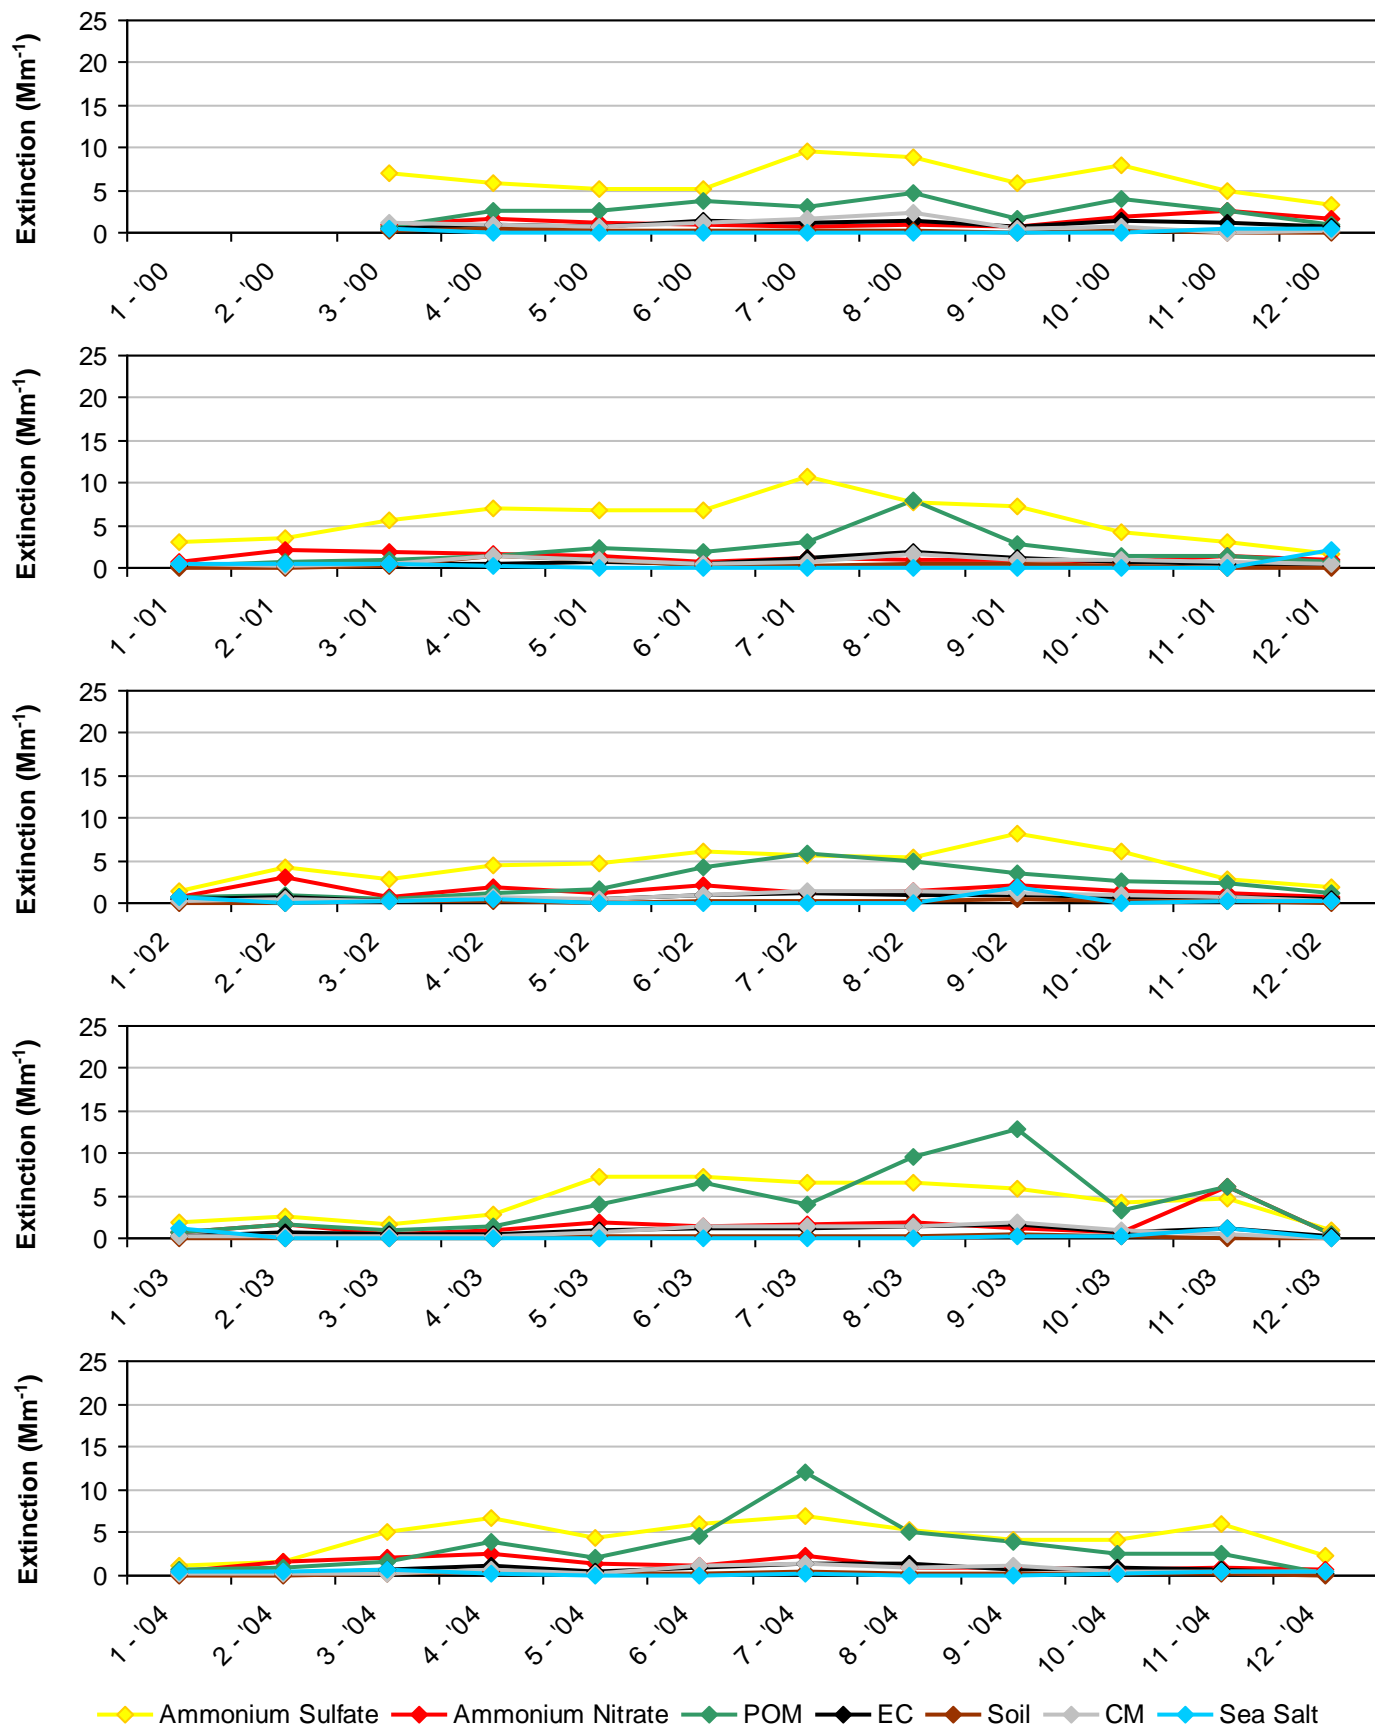 Extinction (Mm-1)
25
20
15
10
5
0
1 - '00
2 - '00
3 - '00
4 - '00
5 - '00
6 - '00
7 - '00
8 - '00
9 - '00
10 - '00
11 - '00
12 - '00
Extinction (Mm-1)
25
20
15
10
5
0
1 - '01
2 - '01
3 - '01
4 - '01
5 - '01
6 - '01
7 - '01
8 - '01
9 - '01
10 - '01
11 - '01
12 - '01
Extinction (Mm-1)
25
20
15
10
5
0
1 - '02
2 - '02
3 - '02
4 - '02
5 - '02
6 - '02
7 - '02
8 - '02
9 - '02
10 - '02
11 - '02
12 - '02
Extinction (Mm-1)
25
20
15
10
5
0
1 - '03
2 - '03
3 - '03
4 - '03
5 - '03
6 - '03
7 - '03
8 - '03
9 - '03
10 - '03
11 - '03
12 - '03
Extinction (Mm-1)
25
20
15
10
5
0
1 - '04
2 - '04
3 - '04
4 - '04
5 - '04
6 - '04
7 - '04
8 - '04
9 - '04
10 - '04
11 - '04
12 - '04
Ammonium Sulfate Ammonium Nitrate POM EC Soil CM Sea Salt